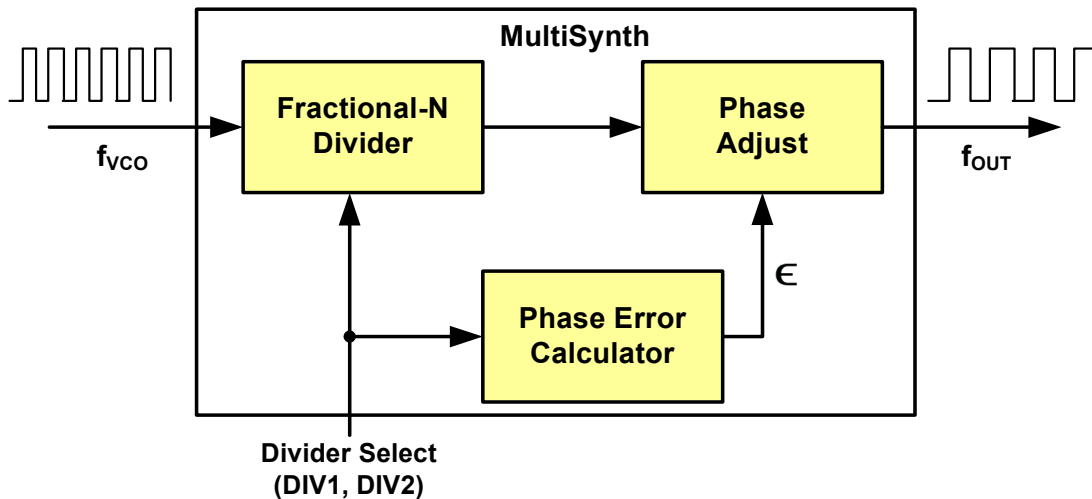 MultiSynth
Fractional-N
Divider
Phase
Adjust
fVCO
fOUT
ϵ
Phase Error
Calculator
Divider Select
(DIV1, DIV2)